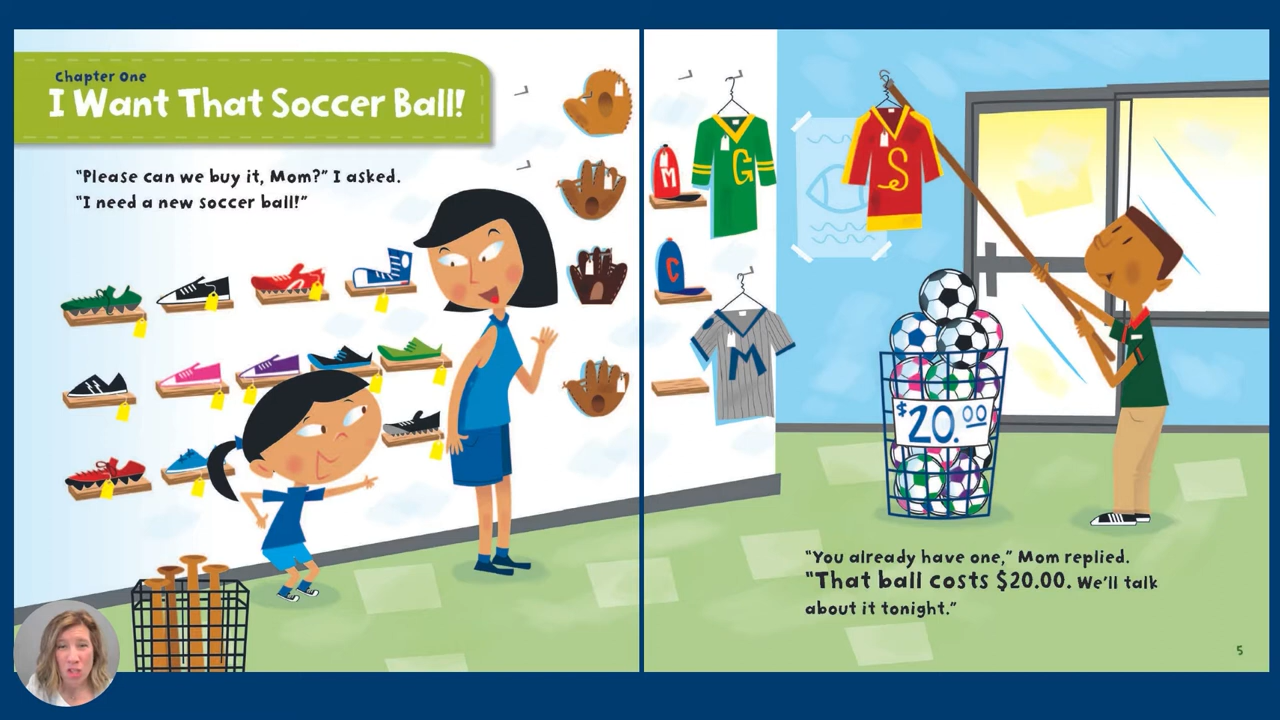 Chapter One
I Want That Soccer Ball!
“Please can we buy it, Mom?” I asked.
“I need a new soccer ball!”
M
G
C
M
S
$20.00
“You already have one,” Mom replied.
“That ball costs $20.00. We’ll talk
about it tonight.”
5